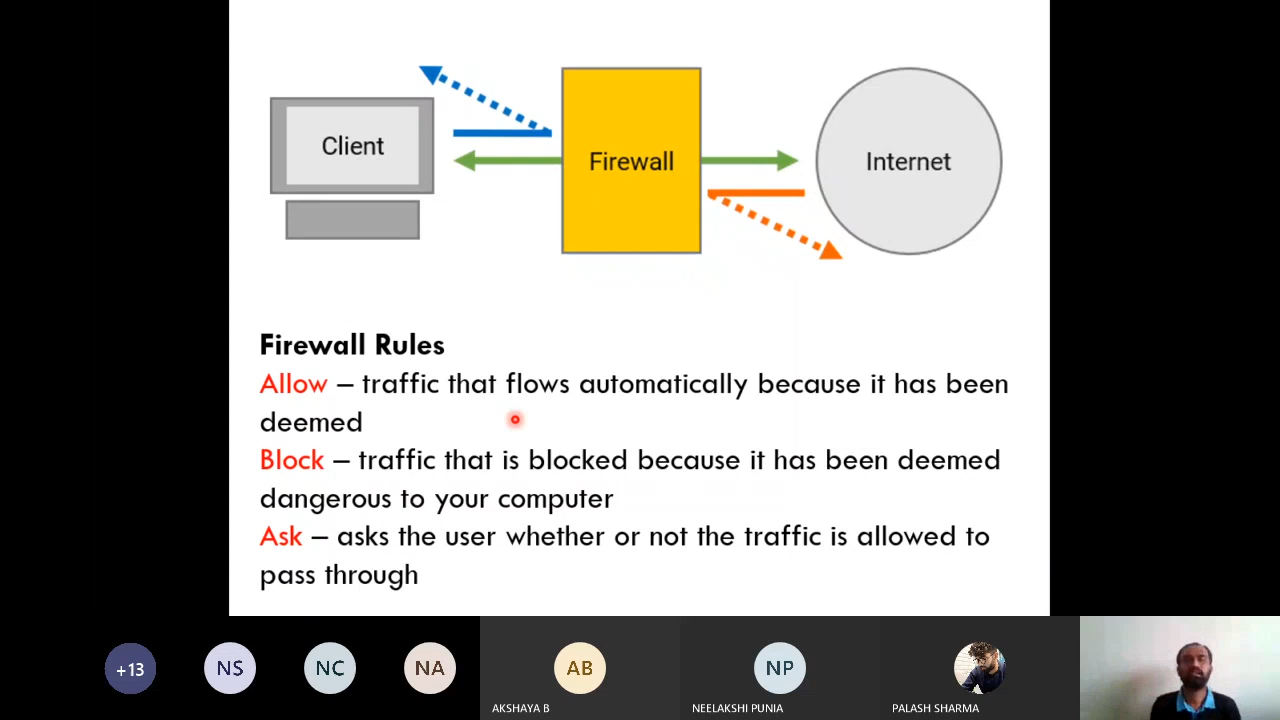 Client
Firewall
Internet
Firewall Rules
Allow – traffic that flows automatically because it has been
deemed
Block – traffic that is blocked because it has been deemed
dangerous to your computer
Ask – asks the user whether or not the traffic is allowed to
pass through
+13
NS
NC
NA
AB
NP
AKSHAYA B
NEELAKSHI PUNIA
PALASH SHARMA